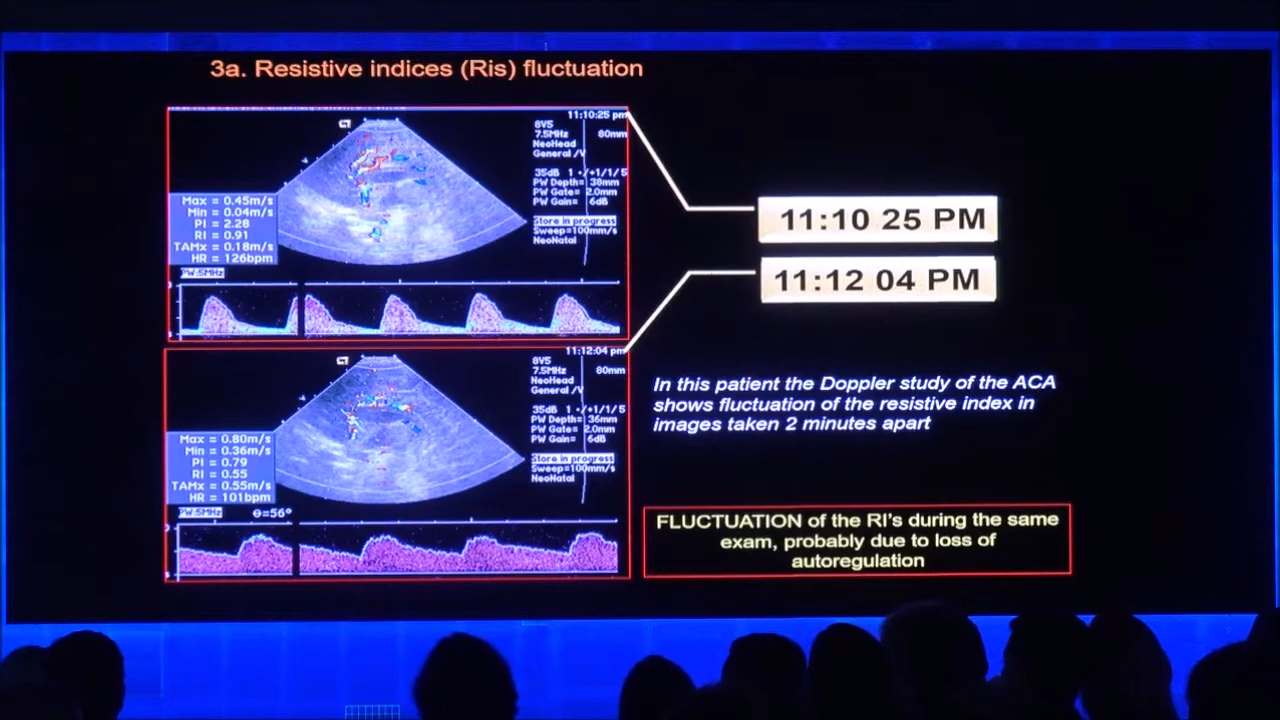 3a. Resistive indices (Ris) fluctuation
11:10:25 pm
8V5
7.5MHz 80mm
NeoHead
General /V
35dB 1 +/+1/1/5
PW Depth= 38mm
PW Gate= 2.0mm
PW Gain= 6dB
Store in progress
Sweep=100mm/s
NeoNatal
Max = 0.45m/s
Min = 0.04m/s
PI = 2.28
RI = 0.91
TAMx = 0.18m/s
HR = 126bpm
PW:5MHz
11:10 25 PM
11:12 04 PM
11:12:04 pm
8V5
7.5MHz 80mm
NeoHead
General /V
35dB 1 +/+1/1/5
PW Depth= 36mm
PW Gate= 2.0mm
PW Gain= 6dB
Store in progress
Sweep=100mm/s
NeoNatal
Max = 0.80m/s
Min = 0.36m/s
PI = 0.79
RI = 0.55
TAMx = 0.55m/s
HR = 101bpm
PW:5MHz θ=56°
In this patient the Doppler study of the ACA
shows fluctuation of the resistive index in
images taken 2 minutes apart
FLUCTUATION of the RI's during the same
exam, probably due to loss of
autoregulation